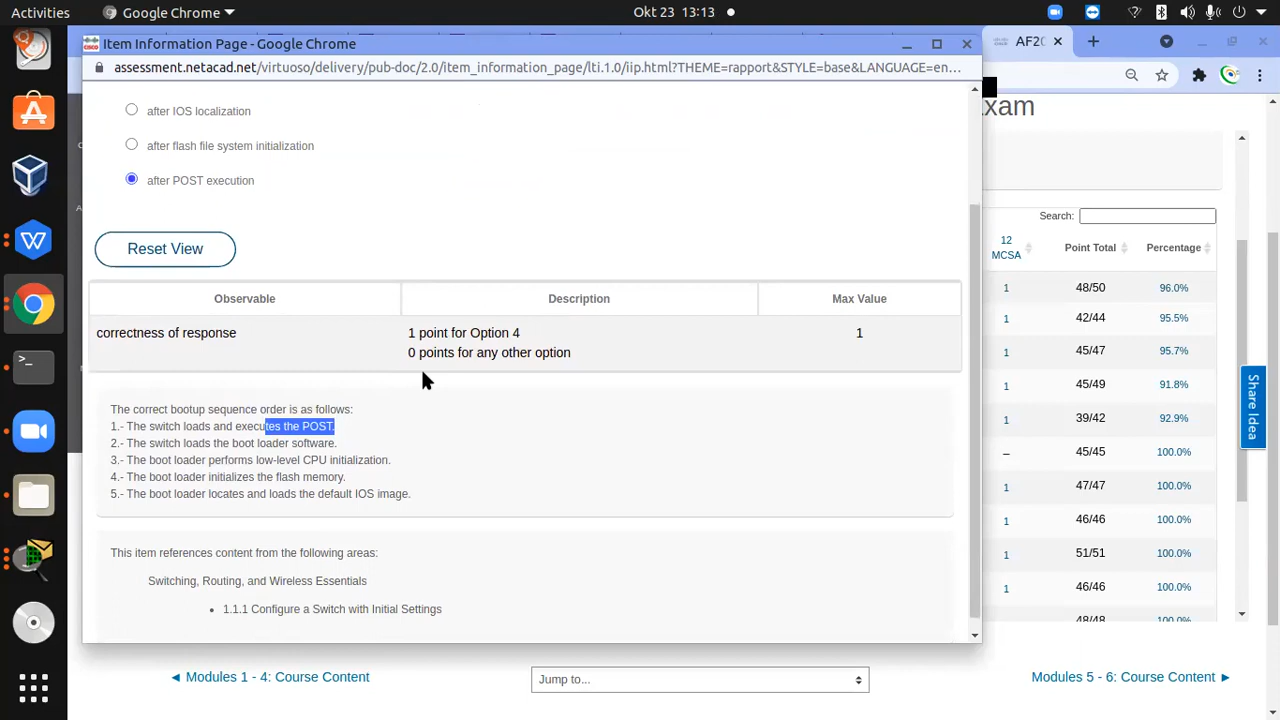 Activities
Google Chrome
Okt 23 13:13
Item Information Page - Google Chrome
AF2
assessment.netacad.net/virtuoso/delivery/pub-doc/2.0/item_information_page/lti.1.0/iip.html?THEME=rapport&STYLE=base&LANGUAGE=en...
after IOS localization
after flash file system initialization
after POST execution
Exam
Reset View
Search:
12 MCSA
Point Total
Percentage
Observable
Description
Max Value
correctness of response
1 point for Option 4
0 points for any other option
1
1 48/50 96.0%
1 42/44 95.5%
1 45/47 95.7%
1 45/49 91.8%
1 39/42 92.9%
– 45/45 100.0%
1 47/47 100.0%
1 46/46 100.0%
1 51/51 100.0%
1 46/46 100.0%
48/48 100.0%
Share Idea
The correct bootup sequence order is as follows:
1.- The switch loads and executes the POST.
2.- The switch loads the boot loader software.
3.- The boot loader performs low-level CPU initialization.
4.- The boot loader initializes the flash memory.
5.- The boot loader locates and loads the default IOS image.
This item references content from the following areas:
Switching, Routing, and Wireless Essentials
• 1.1.1 Configure a Switch with Initial Settings
◄ Modules 1 - 4: Course Content
Jump to...
Modules 5 - 6: Course Content ►